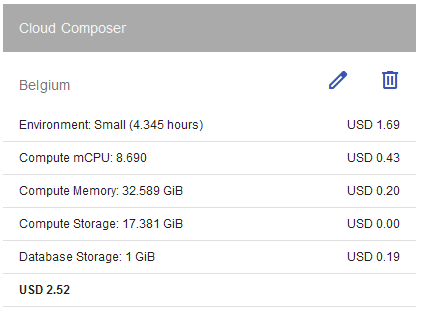 Cloud Composer
Belgium
Environment: Small (4.345 hours) USD 1.69
Compute mCPU: 8.690 USD 0.43
Compute Memory: 32.589 GiB USD 0.20
Compute Storage: 17.381 GiB USD 0.00
Database Storage: 1 GiB USD 0.19
USD 2.52